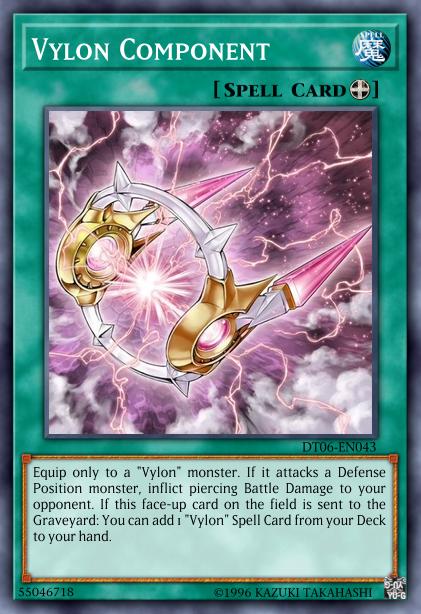 Vylon Component
SPELL
魔
[Spell Card]
DT06-EN043
Equip only to a "Vylon" monster. If it attacks a Defense
Position monster, inflict piercing Battle Damage to your
opponent. If this face-up card on the field is sent to the
Graveyard: You can add 1 "Vylon" Spell Card from your Deck
to your hand.
55046718
©1996 KAZUKI TAKAHASHI